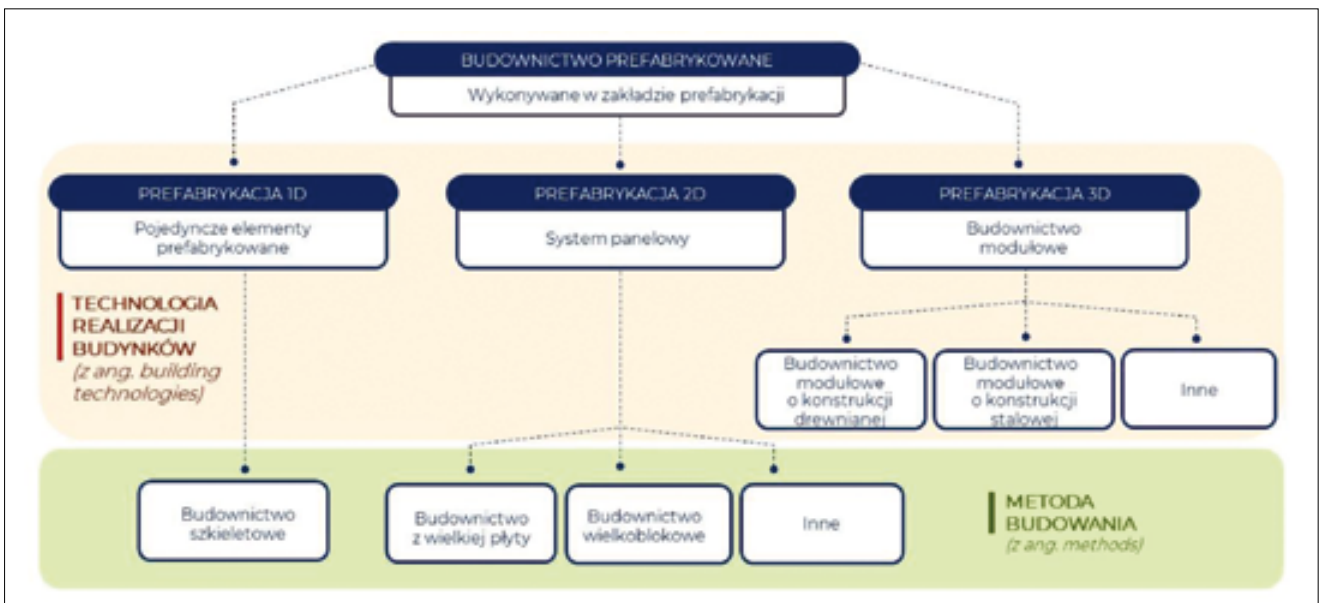 BUDOWNICTWO PREFABRYKOWANE
Wykonywane w zakładzie prefabrykacji
PREFABRYKACJA 1D
Pojedyncze elementy
prefabrykowane
PREFABRYKACJA 2D
System panelowy
PREFABRYKACJA 3D
Budownictwo
modułowe
TECHNOLOGIA
REALIZACJI
BUDYNKÓW
(z ang. building
technologies)
Budownictwo
modułowe
o konstrukcji
drewnianej
Budownictwo
modułowe
o konstrukcji
stalowej
Inne
Budownictwo
szkieletowe
Budownictwo
z wielkiej płyty
Budownictwo
wielkoblokowe
Inne
METODA
BUDOWANIA
(z ang. methods)